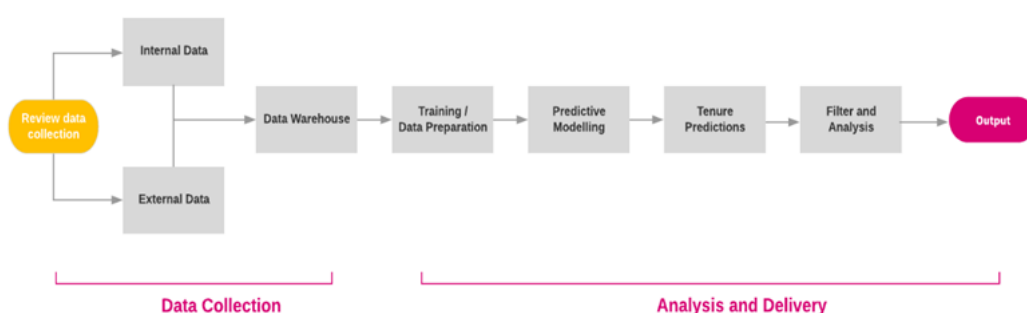 Internal Data
Review data
collection
External Data
Data Warehouse
Training /
Data Preparation
Predictive
Modelling
Tenure
Predictions
Filter and
Analysis
Output
Data Collection
Analysis and Delivery